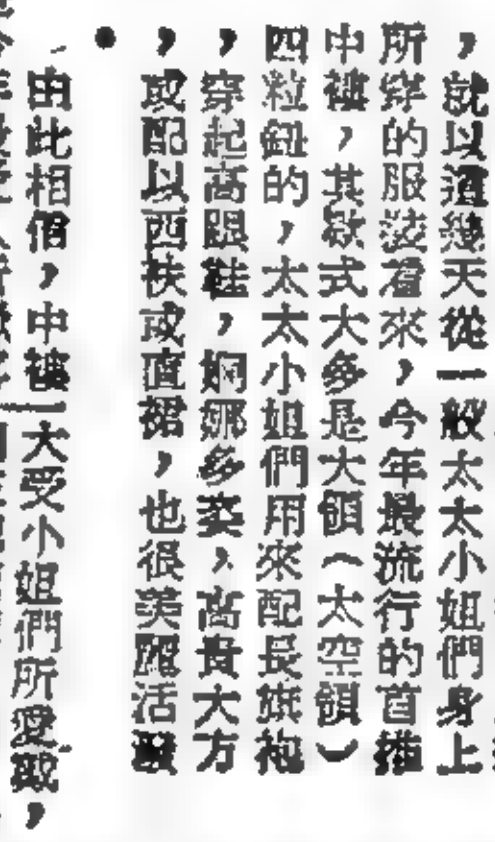 ，就以這幾天從一般太太小姐們身上
所穿的服裝看來，今年最流行的首推
中褸，其欵式大多是大領（太空領）
四粒鈕的，太太小姐們用來配長旗袍
，穿起高跟鞋，婀娜多姿，高貴大方
，或配以西扶或直裙，也很美麗活潑
。
由此相信，中褸大受小姐們所愛戴，